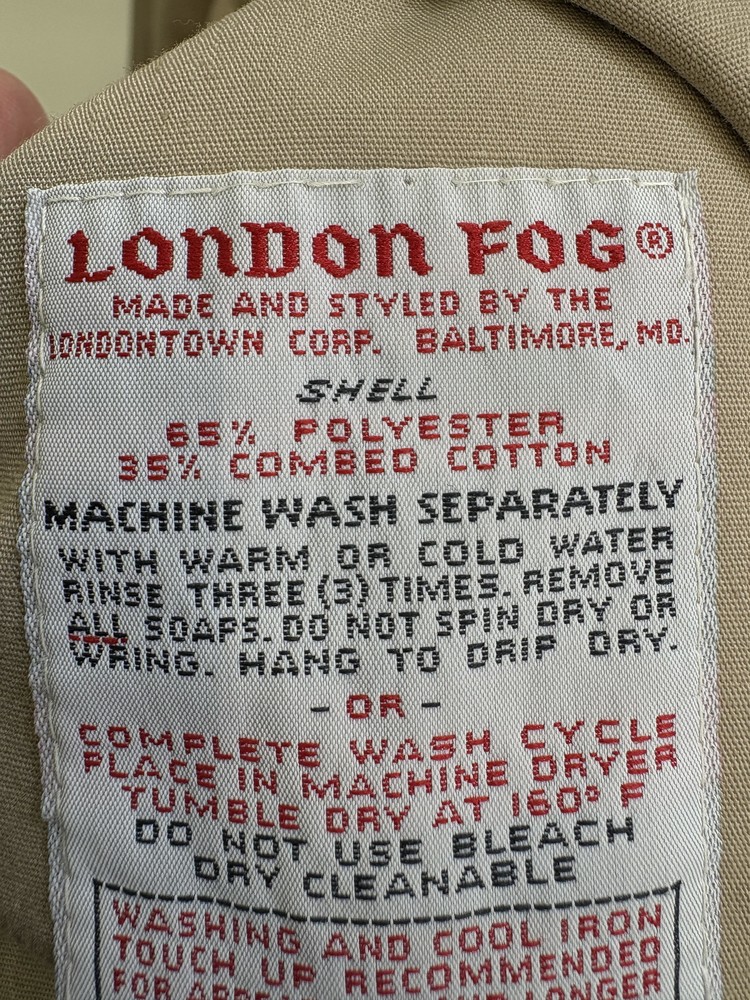 LONDON FOG®
MADE AND STYLED BY THE
LONDONTOWN CORP. BALTIMORE, MD.
SHELL
65% POLYESTER
35% COMBED COTTON
MACHINE WASH SEPARATELY
WITH WARM OR COLD WATER
RINSE THREE (3) TIMES. REMOVE
ALL SOAPS. DO NOT SPIN DRY OR
WRING. HANG TO DRIP DRY.
- OR -
COMPLETE WASH CYCLE
PLACE IN MACHINE DRYER
TUMBLE DRY AT 160° F
DO NOT USE BLEACH
DRY CLEANABLE
WASHING AND COOL IRON
TOUCH UP RECOMMENDED
FOR LONGER